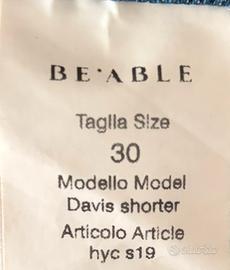 BE·ABLE
Taglia Size
30
Modello Model
Davis shorter
Articolo Article
hyc s19